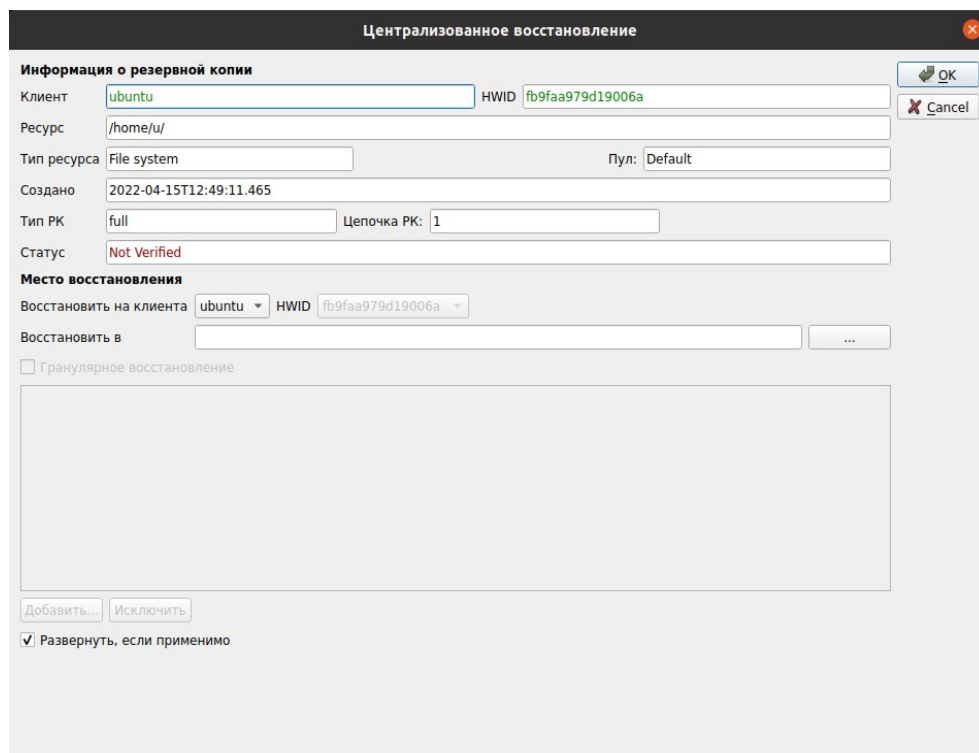 Централизованное восстановление
Информация о резервной копии
OK
Клиент ubuntu HWID fb9faa979d19006a
Cancel
Ресурс /home/u/
Тип ресурса File system Пул: Default
Создано 2022-04-15T12:49:11.465
Тип РК full Цепочка РК: 1
Статус Not Verified
Место восстановления
Восстановить на клиента ubuntu HWID fb9faa979d19006a
Восстановить в ...
Гранулярное восстановление
Добавить... Исключить
Развернуть, если применимо